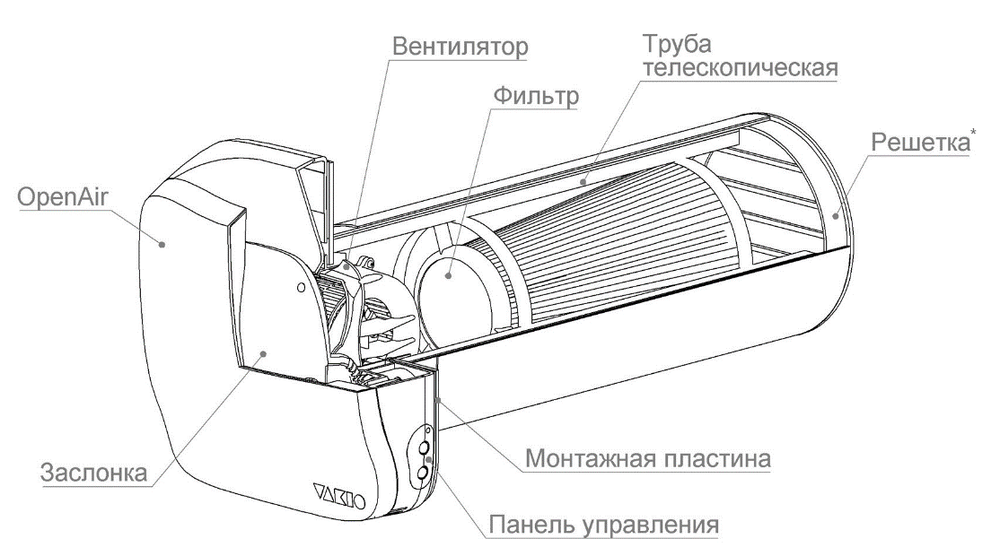 Вентилятор
Труба
телескопическая
Фильтр
Решетка*
OpenAir
Заслонка
Монтажная пластина
VAKIO
Панель управления